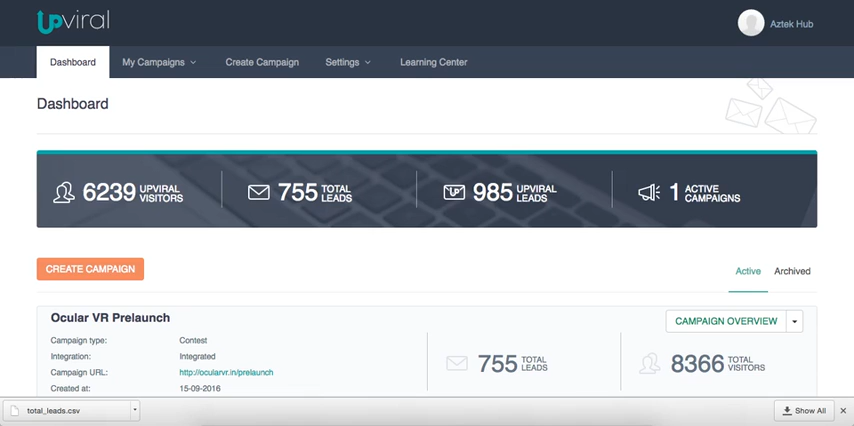 upviral
Aztek Hub
Dashboard My Campaigns Create Campaign Settings Learning Center
Dashboard
6239 UPVIRAL VISITORS 755 TOTAL LEADS UP 985 UPVIRAL LEADS 1 ACTIVE CAMPAIGNS
CREATE CAMPAIGN
Active Archived
Ocular VR Prelaunch
CAMPAIGN OVERVIEW
Campaign type: Contest
Integration: Integrated
Campaign URL: http://ocularvr.in/prelaunch
Created at: 15-09-2016
755 TOTAL LEADS 8366 TOTAL VISITORS
total_leads.csv
Show All